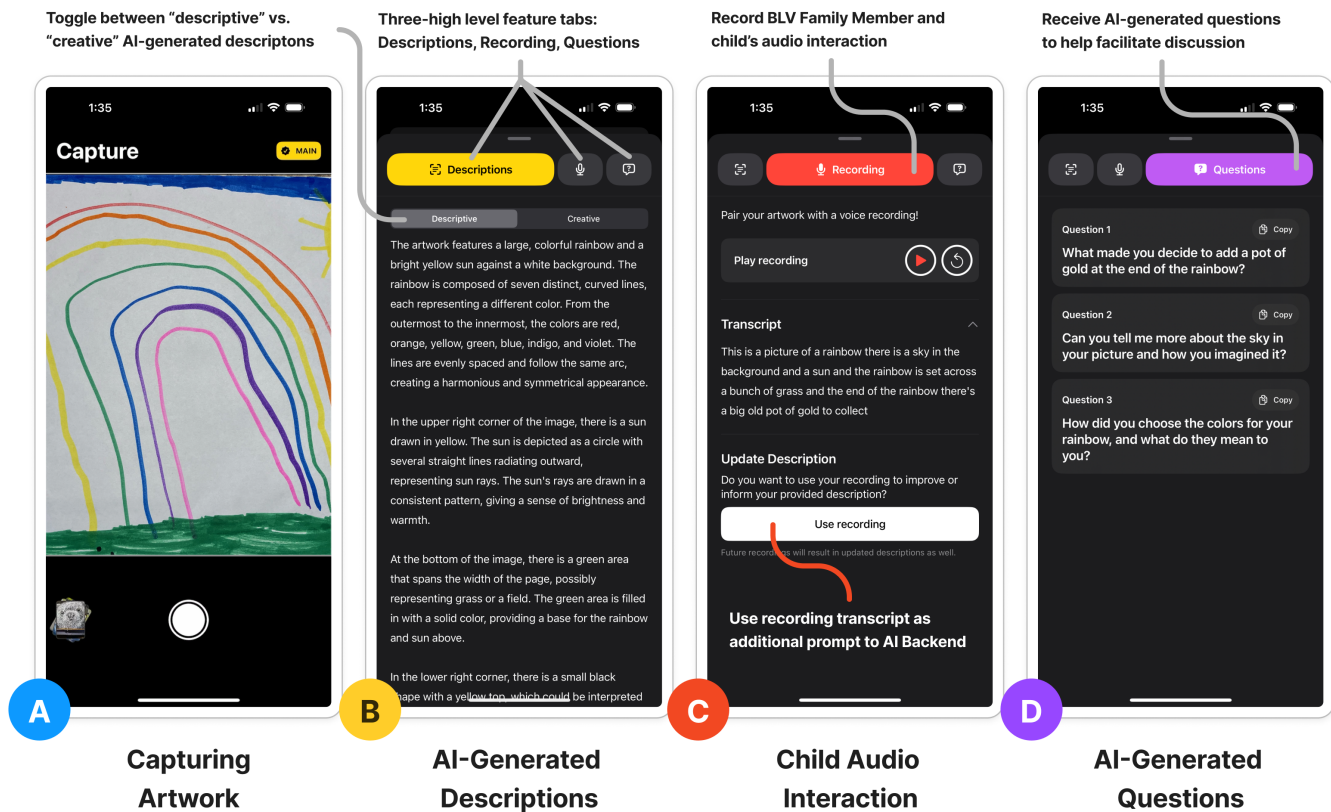 Toggle between “descriptive” vs.
“creative” AI-generated descriptons
Three-high level feature tabs:
Descriptions, Recording, Questions
Record BLV Family Member and
child’s audio interaction
Receive AI-generated questions
to help facilitate discussion
1:35
Capture
MAIN
A
Capturing
Artwork
1:35
Descriptions
Descriptive
Creative
The artwork features a large, colorful rainbow and a
bright yellow sun against a white background. The
rainbow is composed of seven distinct, curved lines,
each representing a different color. From the
outermost to the innermost, the colors are red,
orange, yellow, green, blue, indigo, and violet. The
lines are evenly spaced and follow the same arc,
creating a harmonious and symmetrical appearance.
In the upper right corner of the image, there is a sun
drawn in yellow. The sun is depicted as a circle with
several straight lines radiating outward,
representing sun rays. The sun's rays are drawn in a
consistent pattern, giving a sense of brightness and
warmth.
At the bottom of the image, there is a green area
that spans the width of the page, possibly
representing grass or a field. The green area is filled
in with a solid color, providing a base for the rainbow
and sun above.
In the lower right corner, there is a small black
shape with a yellow top, which could be interpreted
B
AI-Generated
Descriptions
1:35
Recording
Pair your artwork with a voice recording!
Play recording
Transcript
This is a picture of a rainbow there is a sky in the
background and a sun and the rainbow is set across
a bunch of grass and the end of the rainbow there's
a big old pot of gold to collect
Update Description
Do you want to use your recording to improve or
inform your provided description?
Use recording
Future recordings will result in updated descriptions as well.
Use recording transcript as
additional prompt to AI Backend
C
Child Audio
Interaction
1:35
Questions
Question 1
Copy
What made you decide to add a pot of
gold at the end of the rainbow?
Question 2
Copy
Can you tell me more about the sky in
your picture and how you imagined it?
Question 3
Copy
How did you choose the colors for your
rainbow, and what do they mean to
you?
D
AI-Generated
Questions